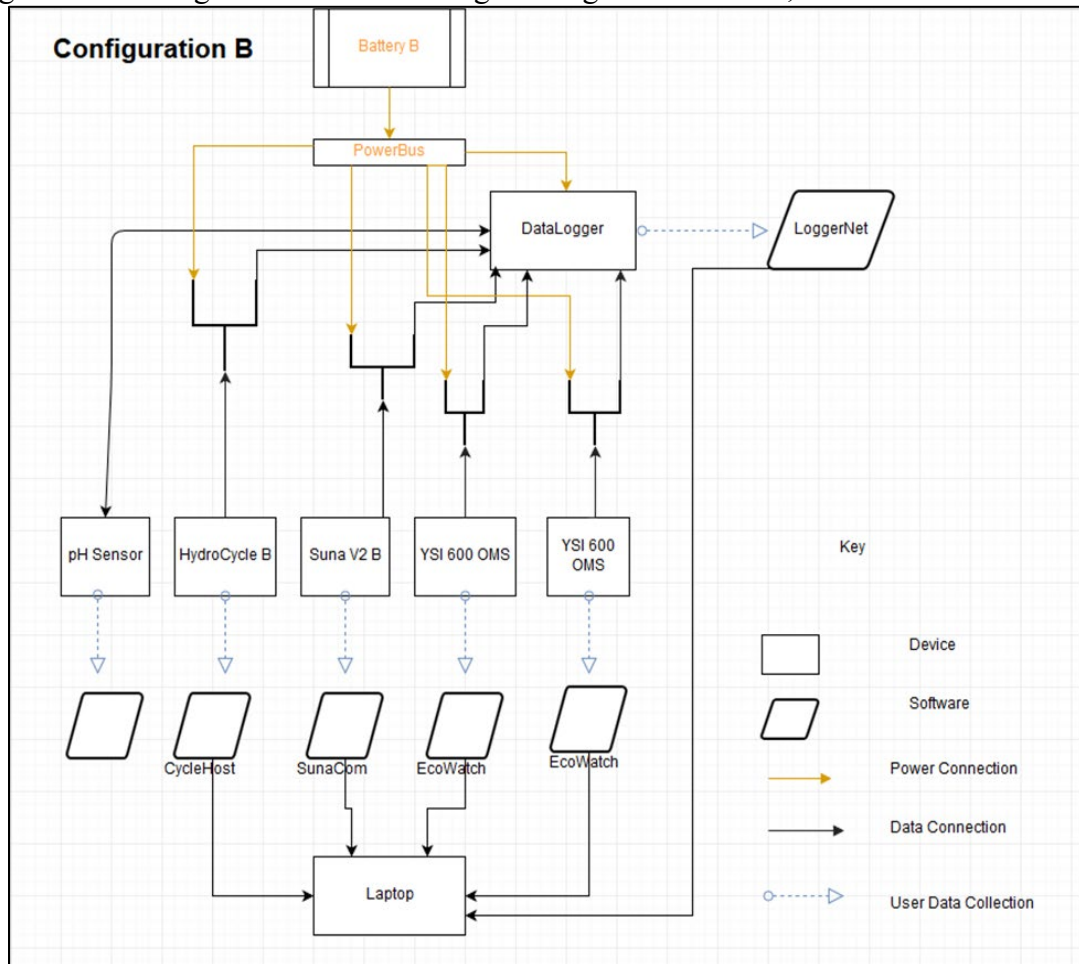 Configuration B
Battery B
PowerBus
DataLogger
LoggerNet
pH Sensor
HydroCycle B
Suna V2 B
YSI 600 OMS
YSI 600
OMS
CycleHost
SunaCom
EcoWatch
EcoWatch
Laptop
Key
Device
Software
Power Connection
Data Connection
User Data Collection